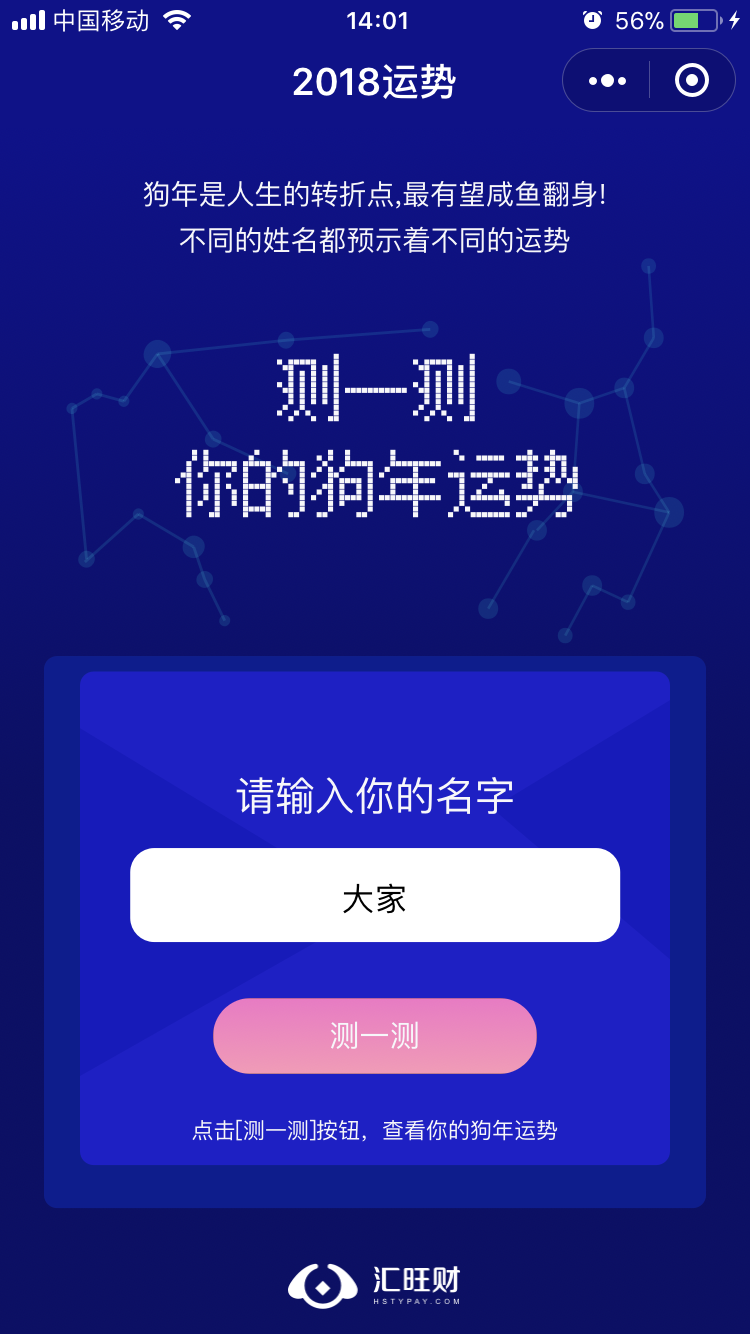 中国移动
14:01
56%
2018运势
狗年是人生的转折点,最有望咸鱼翻身!
不同的姓名都预示着不同的运势
测一测
你的狗年运势
请输入你的名字
大家
测一测
点击[测一测]按钮，查看你的狗年运势
汇旺财
HSTYPAY.COM